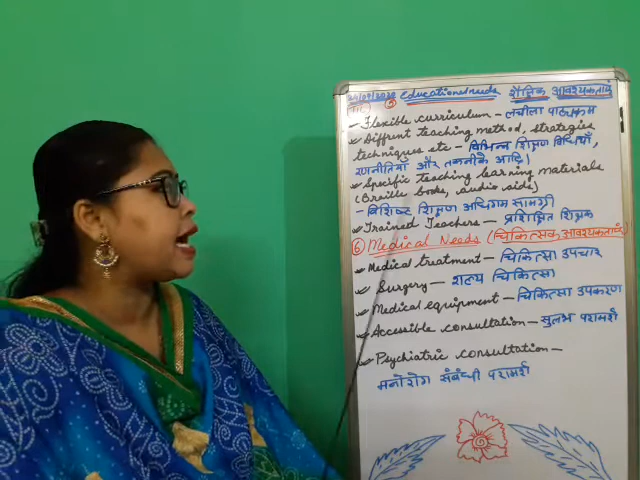 24/09/2022 ⑤ Educational needs शैक्षिक आवश्यकताएं
- Flexible curriculum - लचीला पाठ्यक्रम
Diffrent teaching method, strategies
techniques etc - विभिन्न शिक्षण विधियाँ,
रणनीतियाँ और तकनीकें आदि।
Specific teaching learning materials
(Braille books, audio aids)
- विशिष्ट शिक्षण अधिगम सामग्री
Trained Teachers - प्रशिक्षित शिक्षक
⑥ Medical Needs (चिकित्सक आवश्यकताएं)
Medical treatment - चिकित्सा उपचार
Surgery - शल्य चिकित्सा
Medical equipment - चिकित्सा उपकरण
Accessible consultation - सुलभ परामर्श
Psychiatric consultation -
मनोरोग संबंधी परामर्श